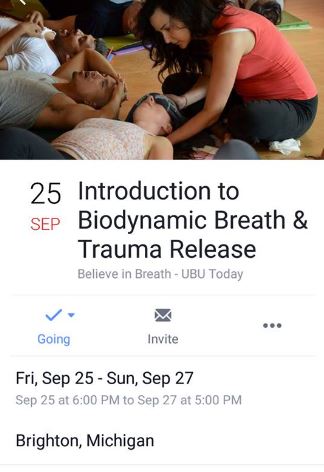 25
SEP
Introduction to
Biodynamic Breath &
Trauma Release
Believe in Breath - UBU Today
Going
Invite
Fri, Sep 25 - Sun, Sep 27
Sep 25 at 6:00 PM to Sep 27 at 5:00 PM
Brighton, Michigan